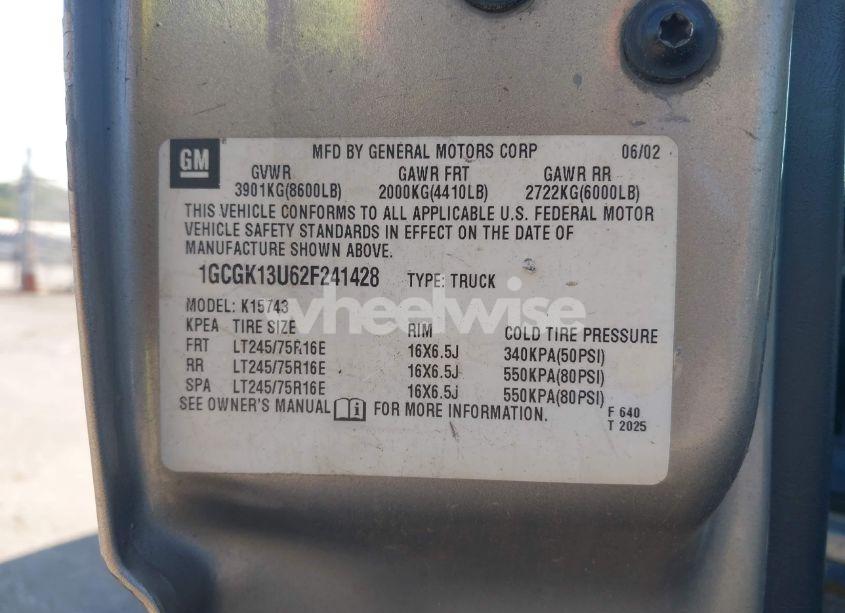 GM
MFD BY GENERAL MOTORS CORP 06/02
GVWR GAWR FRT GAWR RR
3901KG(8600LB) 2000KG(4410LB) 2722KG(6000LB)
THIS VEHICLE CONFORMS TO ALL APPLICABLE U.S. FEDERAL MOTOR
VEHICLE SAFETY STANDARDS IN EFFECT ON THE DATE OF
MANUFACTURE SHOWN ABOVE.
1GCGK13U62F241428 TYPE: TRUCK
MODEL: K15743
wheelwise
KPEA TIRE SIZE RIM COLD TIRE PRESSURE
FRT LT245/75R16E 16X6.5J 340KPA(50PSI)
RR LT245/75R16E 16X6.5J 550KPA(80PSI)
SPA LT245/75R16E 16X6.5J 550KPA(80PSI)
SEE OWNER'S MANUAL i FOR MORE INFORMATION.
F 640
T 2025